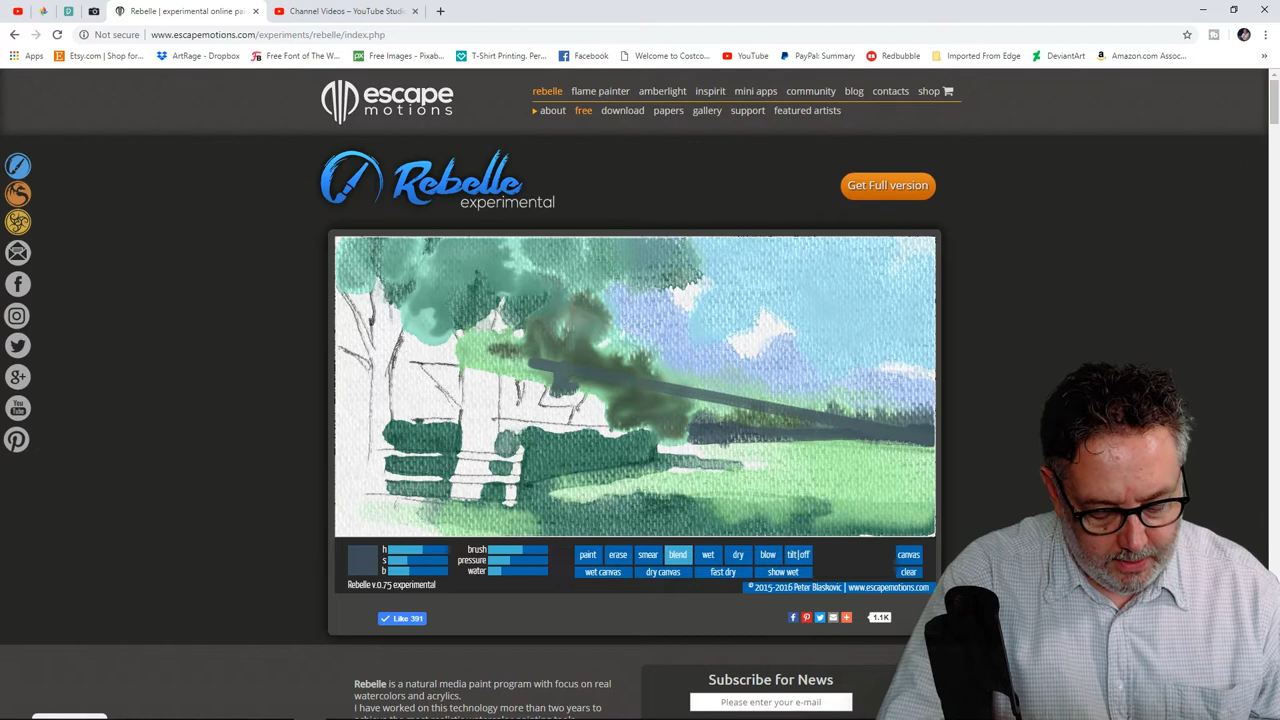 Rebelle | experimental online pai
Channel Videos - YouTube Studi
Not secure | www.escapemotions.com/experiments/rebelle/index.php
Apps
Etsy.com | Shop for...
ArtRage - Dropbox
Free Font of The W...
Free Images - Pixab...
T-Shirt Printing. Per...
Facebook
Welcome to Costco...
YouTube
PayPal: Summary
Redbubble
Imported From Edge
DeviantArt
Amazon.com Assoc...
escape
motions
rebelle flame painter amberlight inspirit mini apps community blog contacts shop
about free download papers gallery support featured artists
Rebelle
experimental
Get Full version
h brush paint erase smear blend wet dry blow tilt|off canvas
s pressure
b water wet canvas dry canvas fast dry show wet clear
Rebelle v.0.75 experimental
© 2015-2016 Peter Blaskovic | www.escapemotions.com
Like 391
1.1K
Rebelle is a natural media paint program with focus on real
watercolors and acrylics.
I have worked on this technology more than two years to
Subscribe for News
Please enter your e-mail
You
Tube